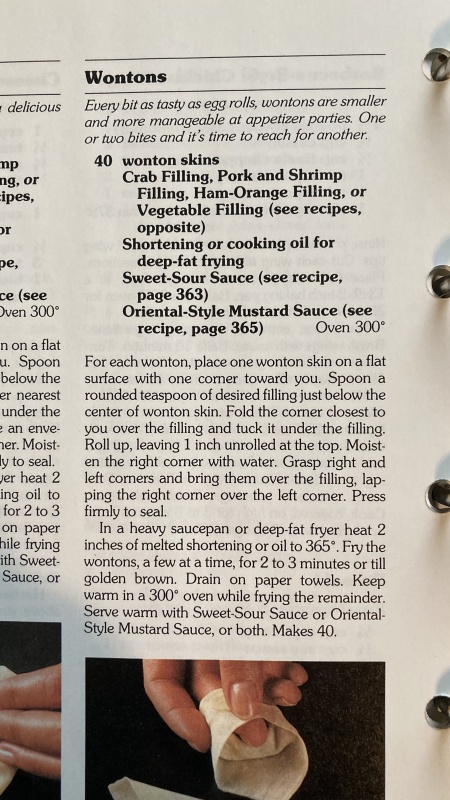 a delicious
mp
ng, or
ipes,
or
pe,
ce (see
Oven 300°
n on a flat
u. Spoon
below the
er nearest
under the
e an enve-
ner. Moist-
ly to seal.
yer heat 2
ing oil to
for 2 to 3
on paper
hile frying
ith Sweet-
Sauce, or
Wontons
Every bit as tasty as egg rolls, wontons are smaller
and more manageable at appetizer parties. One
or two bites and it's time to reach for another.
40 wonton skins
Crab Filling, Pork and Shrimp
Filling, Ham-Orange Filling, or
Vegetable Filling (see recipes,
opposite)
Shortening or cooking oil for
deep-fat frying
Sweet-Sour Sauce (see recipe,
page 363)
Oriental-Style Mustard Sauce (see
recipe, page 365) Oven 300°
For each wonton, place one wonton skin on a flat
surface with one corner toward you. Spoon a
rounded teaspoon of desired filling just below the
center of wonton skin. Fold the corner closest to
you over the filling and tuck it under the filling.
Roll up, leaving 1 inch unrolled at the top. Moist-
en the right corner with water. Grasp right and
left corners and bring them over the filling, lap-
ping the right corner over the left corner. Press
firmly to seal.
In a heavy saucepan or deep-fat fryer heat 2
inches of melted shortening or oil to 365°. Fry the
wontons, a few at a time, for 2 to 3 minutes or till
golden brown. Drain on paper towels. Keep
warm in a 300° oven while frying the remainder.
Serve warm with Sweet-Sour Sauce or Oriental-
Style Mustard Sauce, or both. Makes 40.